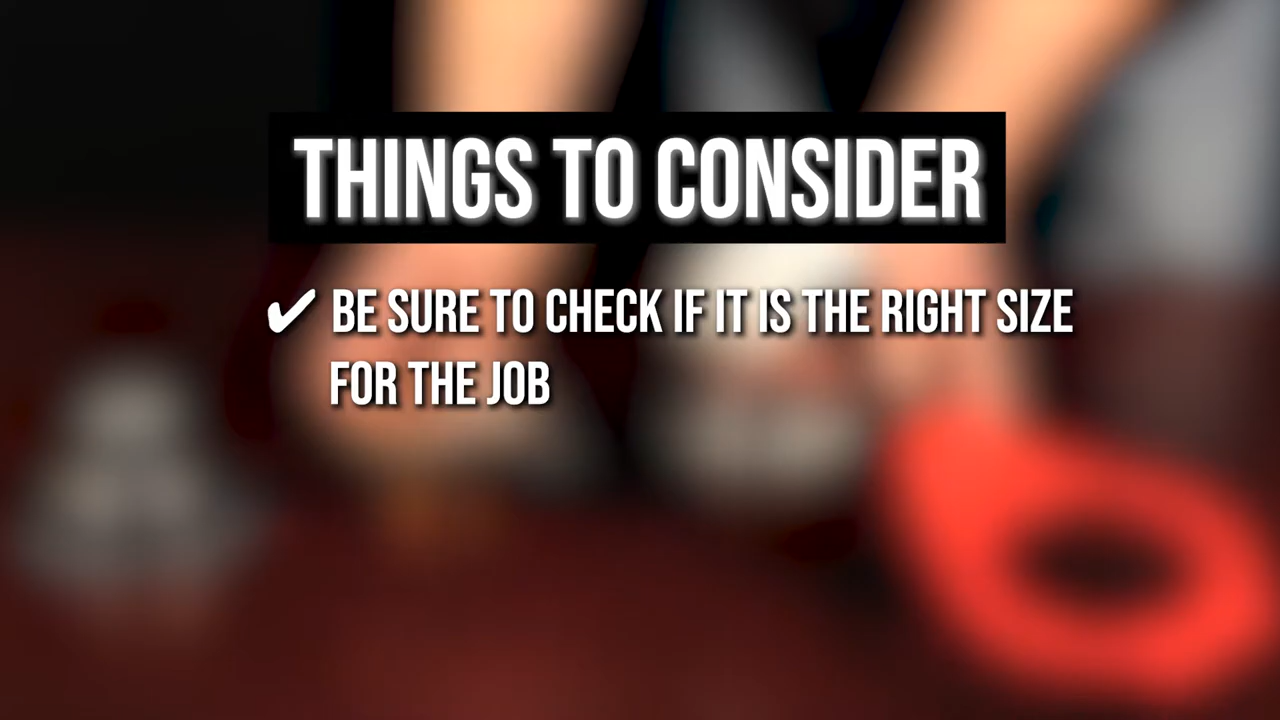 THINGS TO CONSIDER
✔ BE SURE TO CHECK IF IT IS THE RIGHT SIZE
FOR THE JOB